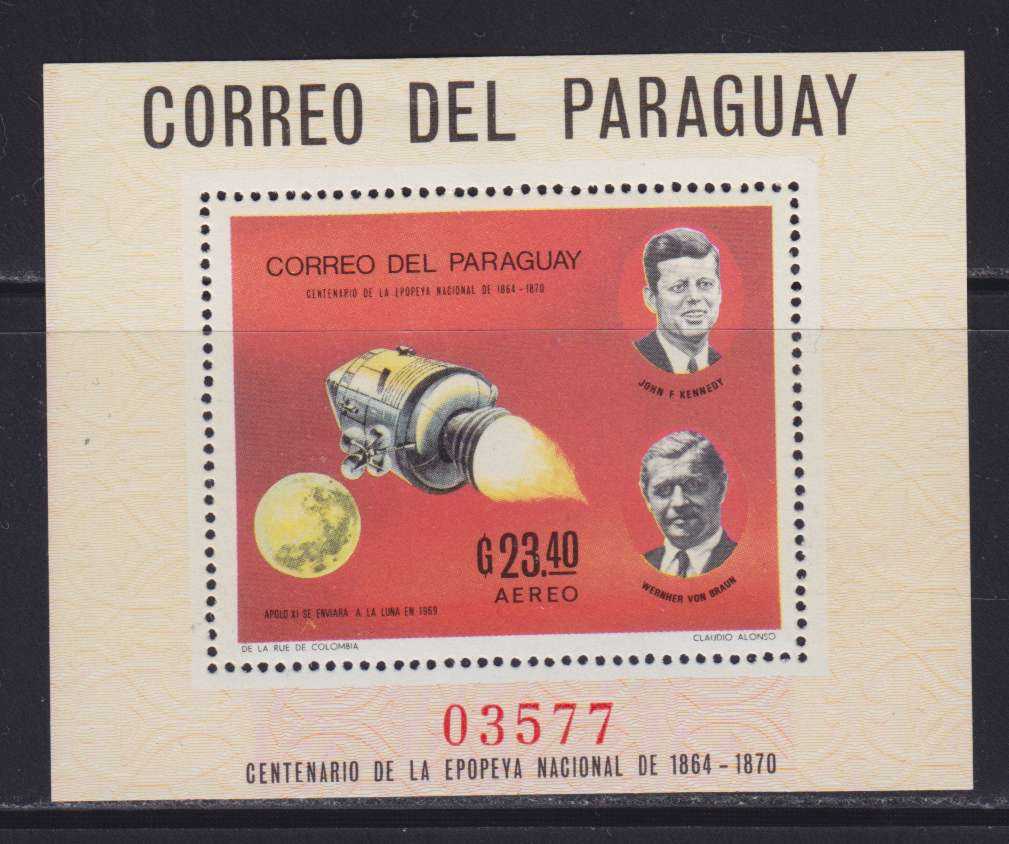 CORREO DEL PARAGUAY
CORREO DEL PARAGUAY
CENTENARIO DE LA EPOPEYA NACIONAL DE 1864-1870
JOHN F KENNEDY
WERNHER VON BRAUN
₲ 23.40
AEREO
APOLO XI SE ENVIARA A LA LUNA EN 1969
DE LA RUE DE COLOMBIA
CLAUDIO ALONSO
03577
CENTENARIO DE LA EPOPEYA NACIONAL DE 1864-1870